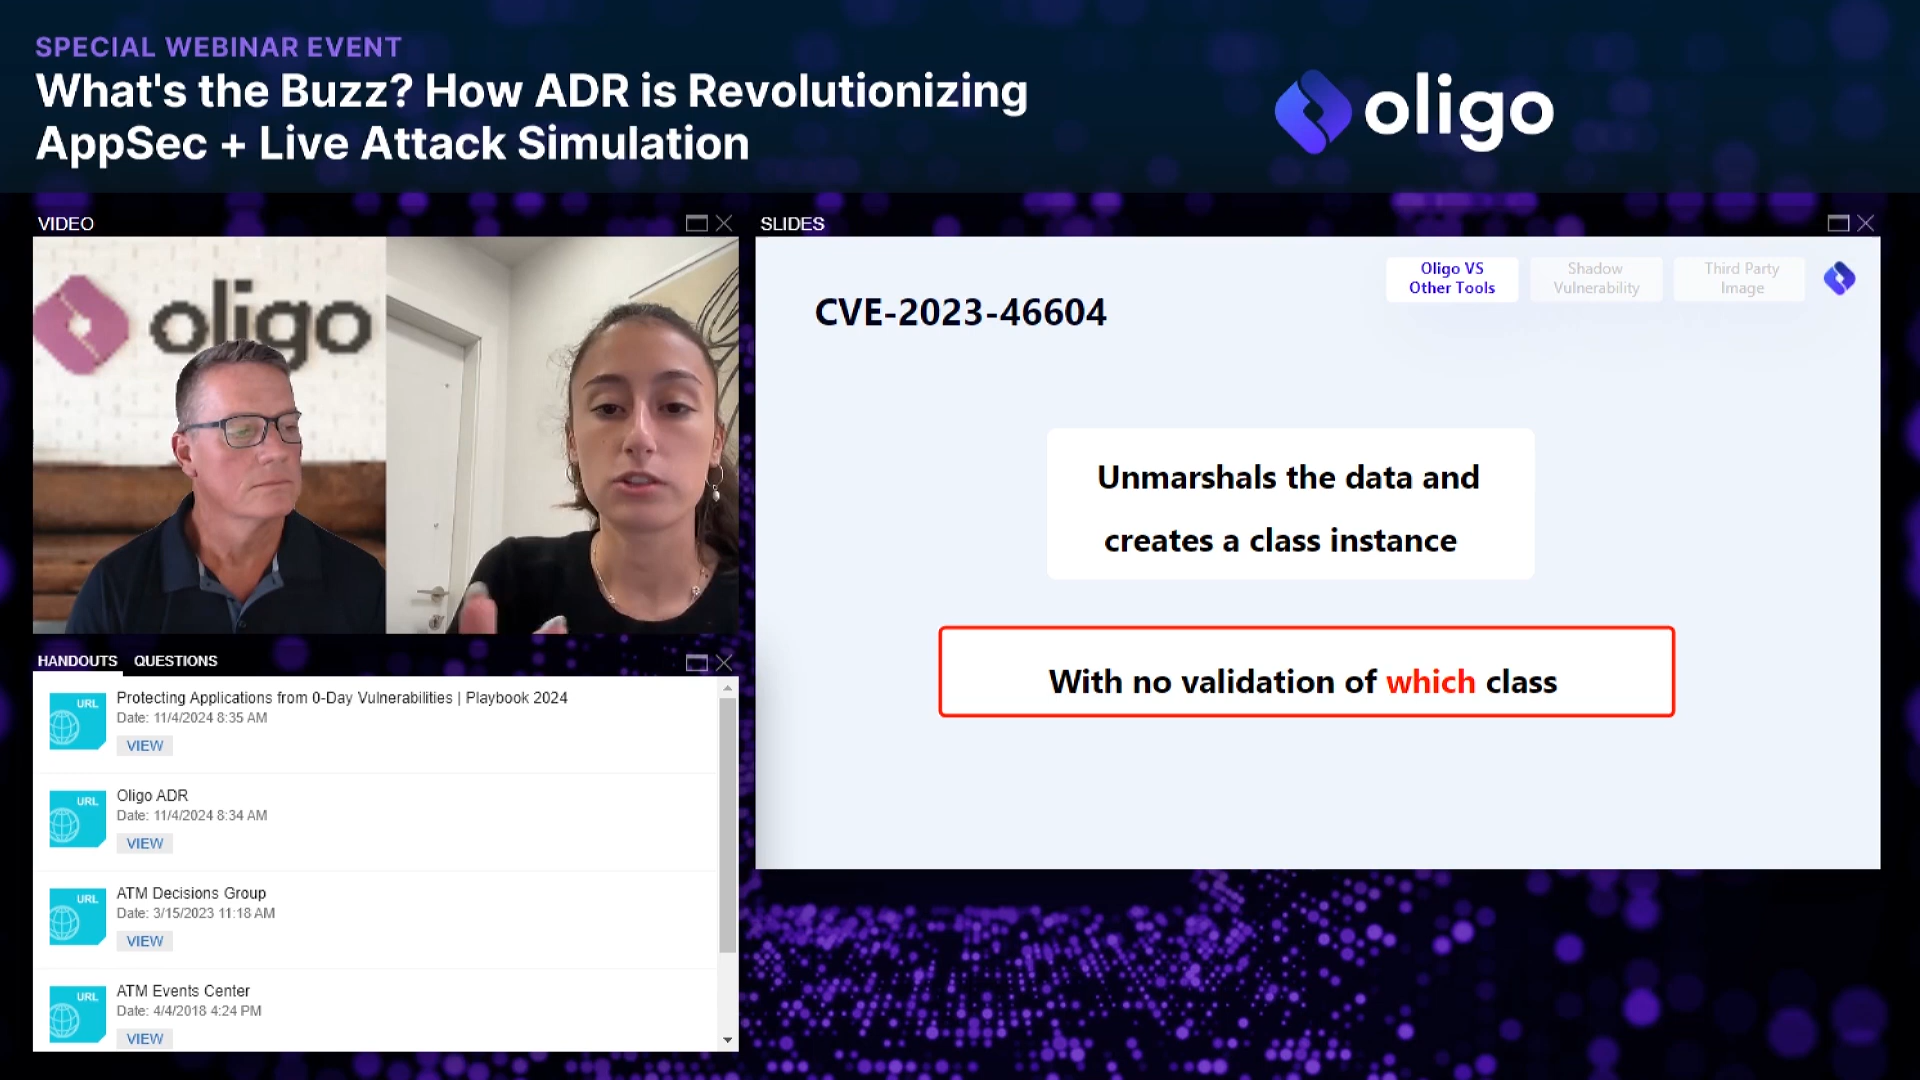 SPECIAL WEBINAR EVENT
What's the Buzz? How ADR is Revolutionizing
AppSec + Live Attack Simulation
oligo
VIDEO
oligo
SLIDES
Oligo VS
Other Tools
Shadow
Vulnerability
Third Party
Image
CVE-2023-46604
Unmarshals the data and
creates a class instance
With no validation of which class
HANDOUTS QUESTIONS
URL
Protecting Applications from 0-Day Vulnerabilities | Playbook 2024
Date: 11/4/2024 8:35 AM
VIEW
URL
Oligo ADR
Date: 11/4/2024 8:34 AM
VIEW
URL
ATM Decisions Group
Date: 3/15/2023 11:18 AM
VIEW
URL
ATM Events Center
Date: 4/4/2018 4:24 PM
VIEW